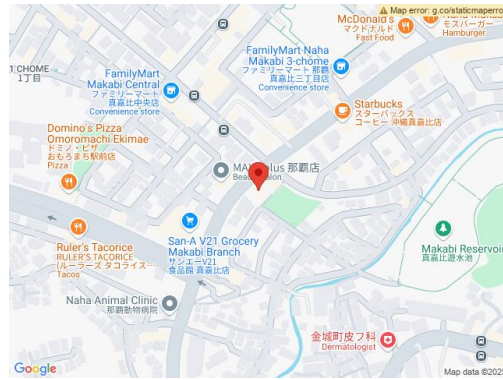 Map error: g.co/staticmaperro
McDonald's
マクドナルド
Fast Food
モスバーガー
Hamburger
FamilyMart Naha
Makabi 3-chome
ファミリーマート 那覇
真嘉比三丁目店
Convenience store
1 CHOME
1丁目
FamilyMart
Makabi Central
ファミリーマート
真嘉比中央店
Convenience store
Starbucks
スターバックス
コーヒー 沖縄真嘉比店
Domino's Pizza
Omoromachi Ekimae
ドミノ・ピザ
おもろまち駅前店
Pizza
plus 那覇店
San-A V21 Grocery
Makabi Branch
サンエーV21
食品館 真嘉比店
Ruler's Tacorice
RULER'S TACORICE
(ルーラーズ タコライス…
Tacos
Makabi Reservoir
真嘉比遊水池
Naha Animal Clinic
那覇動物病院
金城町皮フ科
Dermatologist
Google
Map data ©202